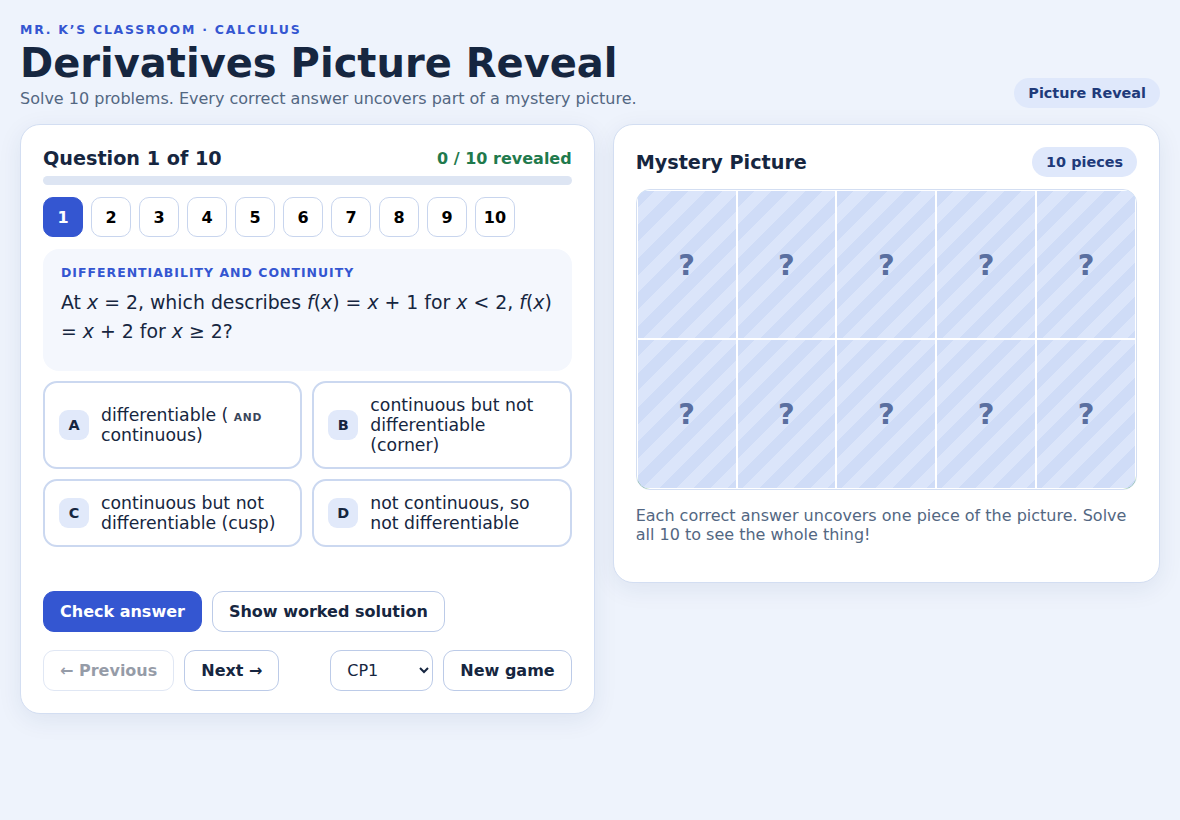 MR. K’S CLASSROOM · CALCULUS
Derivatives Picture Reveal
Solve 10 problems. Every correct answer uncovers part of a mystery picture.
Picture Reveal
Question 1 of 10
0 / 10 revealed
1 2 3 4 5 6 7 8 9 10
DIFFERENTIABILITY AND CONTINUITY
At x = 2, which describes f(x) = x + 1 for x < 2, f(x)
= x + 2 for x ≥ 2?
A
differentiable ( AND
continuous)
B
continuous but not
differentiable
(corner)
C
continuous but not
differentiable (cusp)
D
not continuous, so
not differentiable
Check answer
Show worked solution
← Previous
Next →
CP1
New game
Mystery Picture
10 pieces
? ? ? ? ?
? ? ? ? ?
Each correct answer uncovers one piece of the picture. Solve
all 10 to see the whole thing!